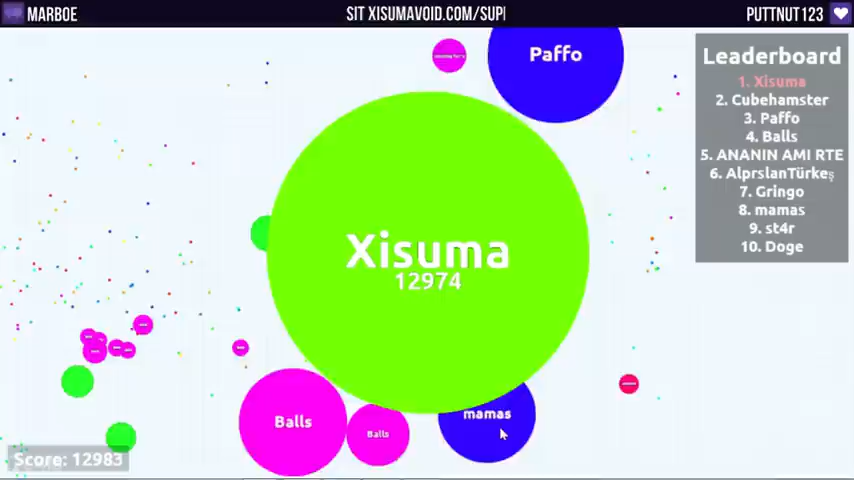 MARBOE
SIT XISUMAVOID.COM/SUPI
PUTTNUT123
Paffo
Leaderboard
1. Xisuma
2. Cubehamster
3. Paffo
4. Balls
5. ANANIN AMI RTE
6. AlprslanTürkeş
7. Gringo
8. mamas
9. st4r
10. Doge
Xisuma
12974
Balls
Balls
mamas
Score: 12983